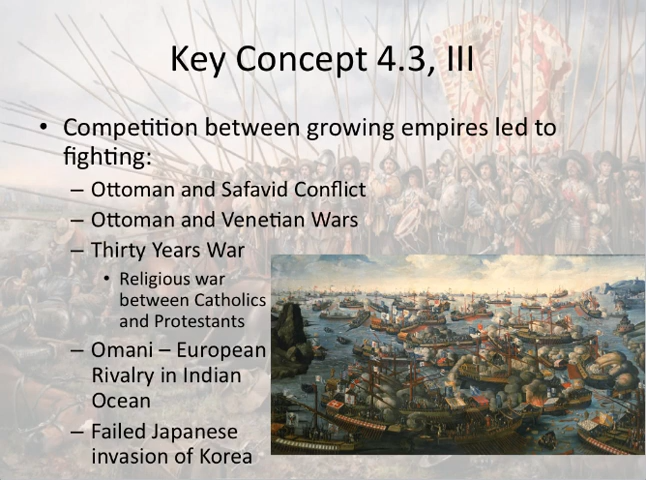 Key Concept 4.3, III
• Competition between growing empires led to
fighting:
– Ottoman and Safavid Conflict
– Ottoman and Venetian Wars
– Thirty Years War
• Religious war
between Catholics
and Protestants
– Omani – European
Rivalry in Indian
Ocean
– Failed Japanese
invasion of Korea